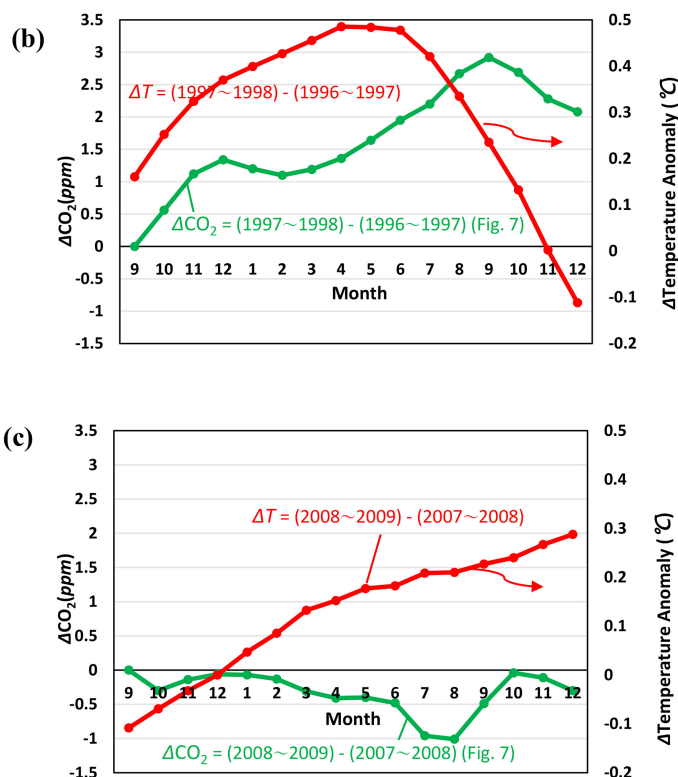 (b)
3.5
3
2.5
2
1.5
1
0.5
0
-0.5
-1
-1.5
ΔCO₂(ppm)
0.5
0.4
0.3
0.2
0.1
0
-0.1
-0.2
ΔTemperature Anomaly (℃)
ΔT = (1997～1998) - (1996～1997)
ΔCO₂ = (1997～1998) - (1996～1997) (Fig. 7)
9 10 11 12 1 2 3 4 5 6 7 8 9 10 11 12
Month
(c)
3.5
3
2.5
2
1.5
1
0.5
0
-0.5
-1
-1.5
ΔCO₂(ppm)
0.5
0.4
0.3
0.2
0.1
0
-0.1
-0.2
ΔTemperature Anomaly (℃)
ΔT = (2008～2009) - (2007～2008)
9 10 11 12 1 2 3 4 5 6 7 8 9 10 11 12
Month
ΔCO₂ = (2008～2009) - (2007～2008) (Fig. 7)